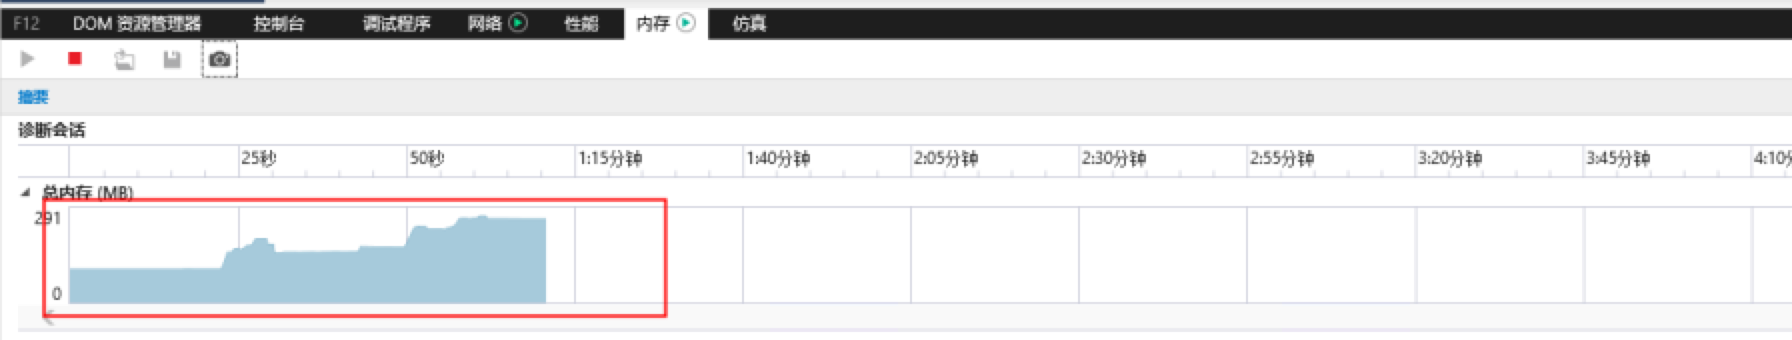 F12 DOM 资源管理器 控制台 调试程序 网络 性能 内存 仿真
摘要
诊断会话
25秒 50秒 1:15分钟 1:40分钟 2:05分钟 2:30分钟 2:55分钟 3:20分钟 3:45分钟 4:10分
总内存 (MB)
291
0